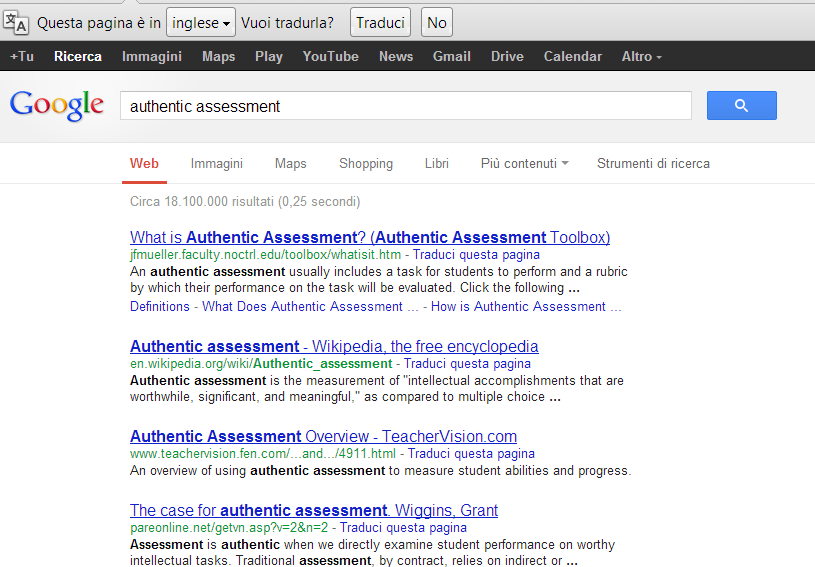 Questa pagina è in inglese Vuoi tradurla? Traduci No
+Tu Ricerca Immagini Maps Play YouTube News Gmail Drive Calendar Altro
Google authentic assessment
Web Immagini Maps Shopping Libri Più contenuti Strumenti di ricerca
Circa 18.100.000 risultati (0,25 secondi)
What is Authentic Assessment? (Authentic Assessment Toolbox)
jfmueller.faculty.noctrl.edu/toolbox/whatisit.htm - Traduci questa pagina
An authentic assessment usually includes a task for students to perform and a rubric
by which their performance on the task will be evaluated. Click the following ...
Definitions - What Does Authentic Assessment ... - How is Authentic Assessment ...
Authentic assessment - Wikipedia, the free encyclopedia
en.wikipedia.org/wiki/Authentic_assessment - Traduci questa pagina
Authentic assessment is the measurement of "intellectual accomplishments that are
worthwhile, significant, and meaningful," as compared to multiple choice ...
Authentic Assessment Overview - TeacherVision.com
www.teachervision.fen.com/...and.../4911.html - Traduci questa pagina
An overview of using authentic assessment to measure student abilities and progress.
The case for authentic assessment. Wiggins, Grant
pareonline.net/getvn.asp?v=2&n=2 - Traduci questa pagina
Assessment is authentic when we directly examine student performance on worthy
intellectual tasks. Traditional assessment, by contract, relies on indirect or ...